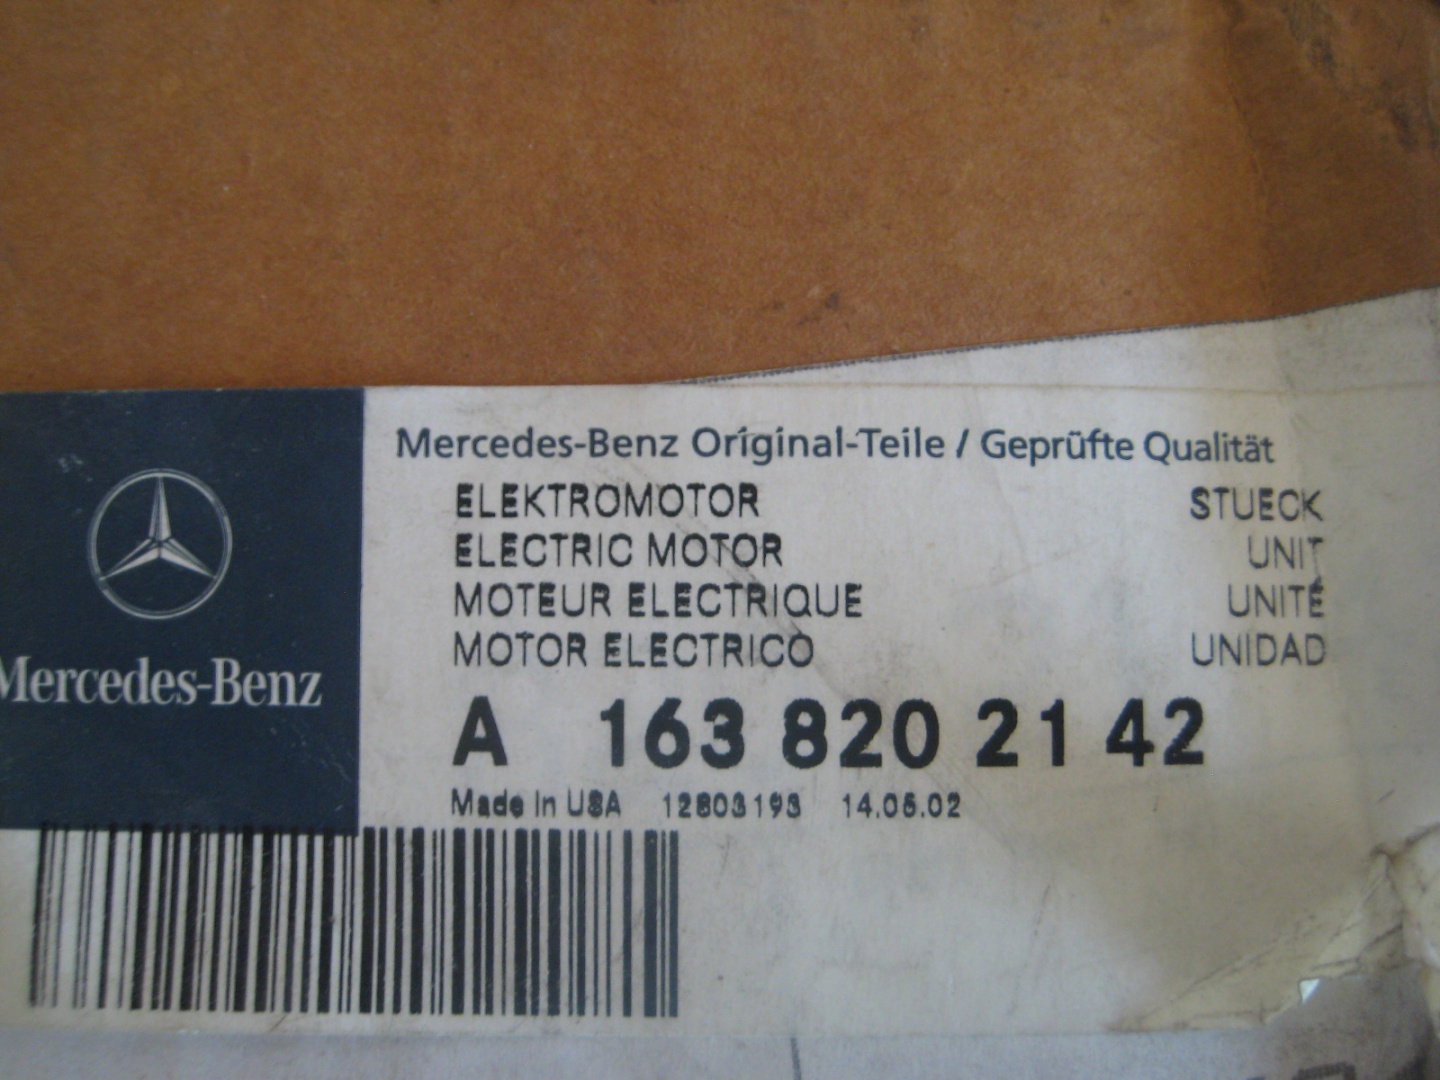 Mercedes-Benz Original-Teile / Geprüfte Qualität
ELEKTROMOTOR STUECK
ELECTRIC MOTOR UNIT
MOTEUR ELECTRIQUE UNITÉ
MOTOR ELECTRICO UNIDAD
Mercedes-Benz
A 163 820 21 42
Made in USA 12803193 14.05.02